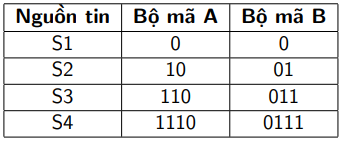 Nguồn tin Bộ mã A Bộ mã B
S1 0 0
S2 10 01
S3 110 011
S4 1110 0111